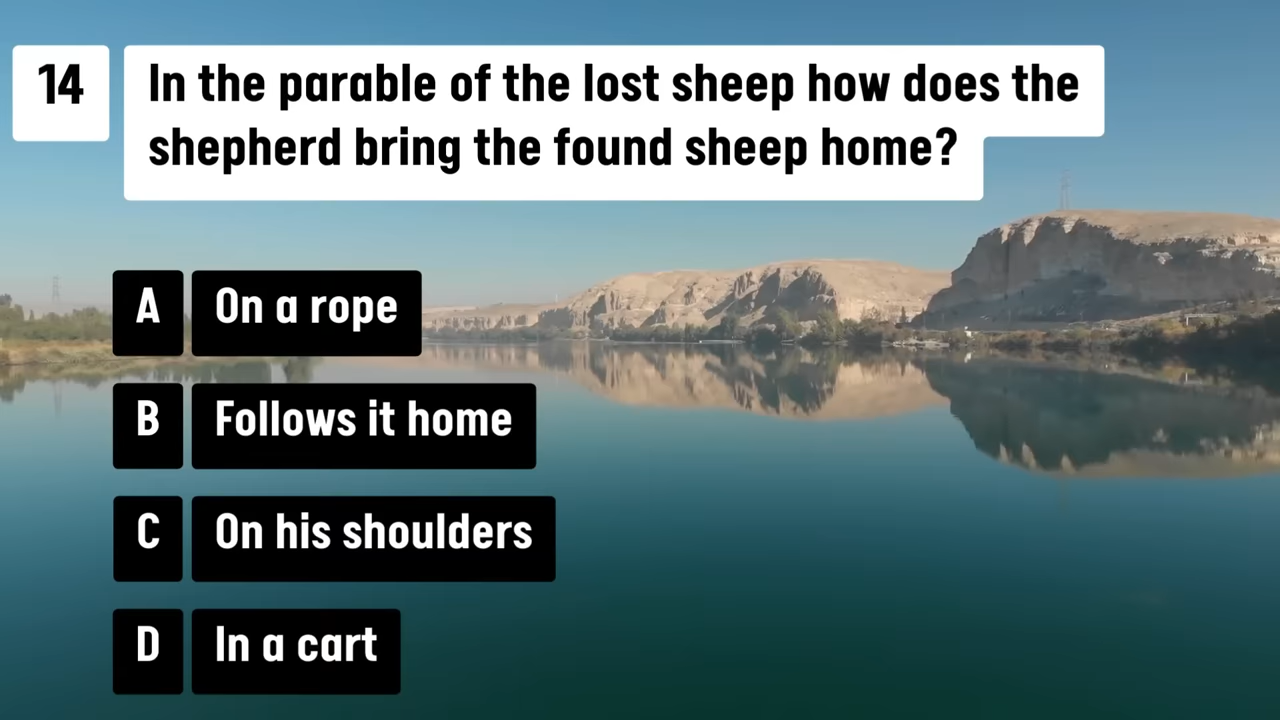 14
In the parable of the lost sheep how does the
shepherd bring the found sheep home?
A On a rope
B Follows it home
C On his shoulders
D In a cart